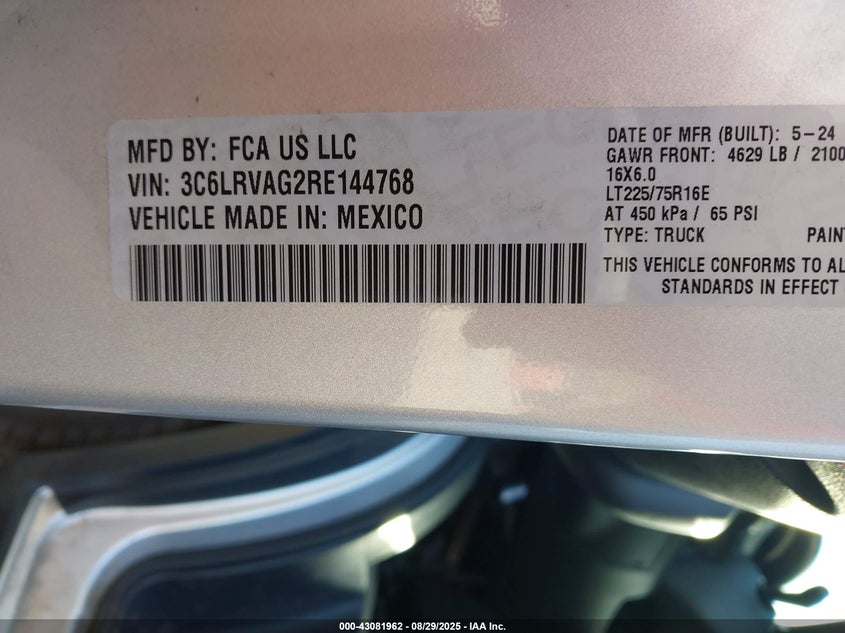 MFD BY: FCA US LLC
VIN: 3C6LRVAG2RE144768
VEHICLE MADE IN: MEXICO
DATE OF MFR (BUILT): 5-24
GAWR FRONT: 4629 LB / 2100
16X6.0
LT225/75R16E
AT 450 kPa / 65 PSI
TYPE: TRUCK PAIN
THIS VEHICLE CONFORMS TO AL
STANDARDS IN EFFECT
000-43081962 - 08/29/2025 - IAA Inc.